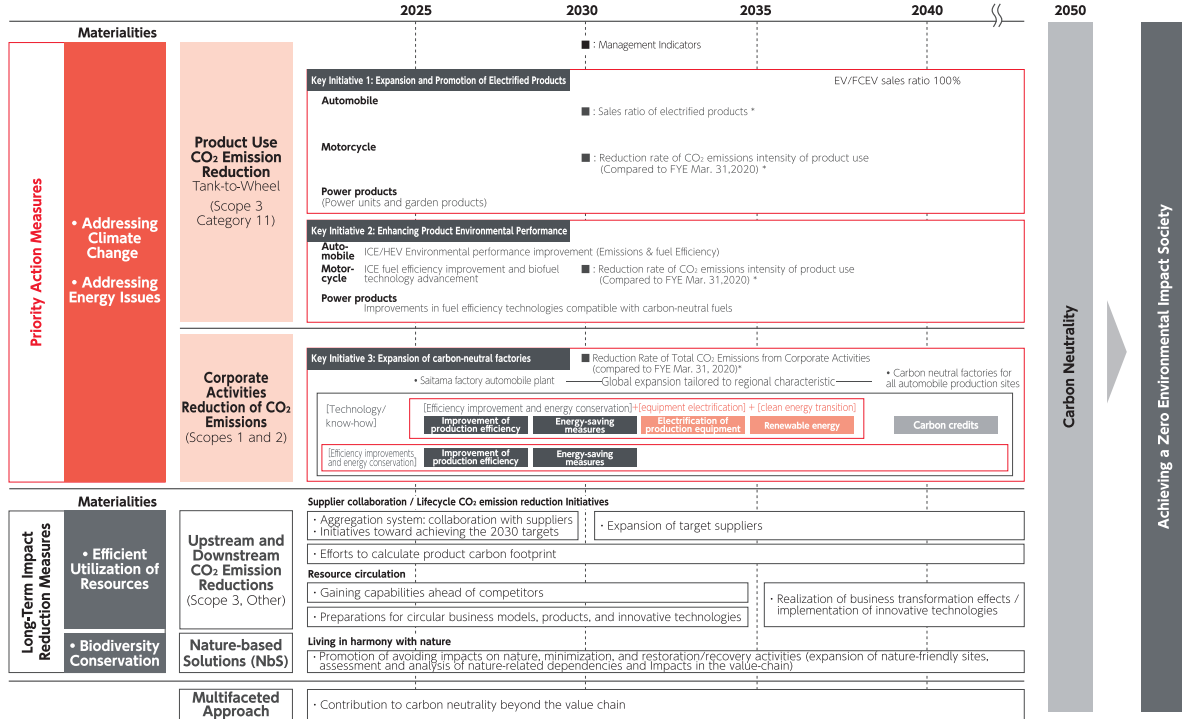 2025
2030
2035
2040
2050
Materialities
■ : Management Indicators
Priority Action Measures
• Addressing
Climate
Change
• Addressing
Energy Issues
Product Use
CO₂ Emission
Reduction
Tank-to-Wheel
(Scope 3
Category 11)
Key Initiative 1: Expansion and Promotion of Electrified Products
EV/FCEV sales ratio 100%
Automobile
■ : Sales ratio of electrified products *
Motorcycle
■ : Reduction rate of CO₂ emissions intensity of product use
(Compared to FYE Mar. 31,2020) *
Power products
(Power units and garden products)
Key Initiative 2: Enhancing Product Environmental Performance
Auto-
mobile
ICE/HEV Environmental performance improvement (Emissions & fuel Efficiency)
Motor-
cycle
ICE fuel efficiency improvement and biofuel
technology advancement
■ : Reduction rate of CO₂ emissions intensity of product use
(Compared to FYE Mar. 31,2020) *
Power products
Improvements in fuel efficiency technologies compatible with carbon-neutral fuels
Corporate
Activities
Reduction of CO₂
Emissions
(Scopes 1 and 2)
Key Initiative 3: Expansion of carbon-neutral factories
■ Reduction Rate of Total CO₂ Emissions from Corporate Activities
(compared to FYE Mar. 31, 2020)*
• Saitama factory automobile plant
Global expansion tailored to regional characteristic
• Carbon neutral factories for
all automobile production sites
[Technology/
know-how]
[Efficiency improvement and energy conservation]+[equipment electrification] + [clean energy transition]
Improvement of
production efficiency
Energy-saving
measures
Electrification of
production equipment
Renewable energy
Carbon credits
[Efficiency improvements
and energy conservation]
Improvement of
production efficiency
Energy-saving
measures
Materialities
Long-Term Impact
Reduction Measures
• Efficient
Utilization of
Resources
• Biodiversity
Conservation
Upstream and
Downstream
CO₂ Emission
Reductions
(Scope 3, Other)
Supplier collaboration / Lifecycle CO₂ emission reduction Initiatives
・Aggregation system: collaboration with suppliers
・Initiatives toward achieving the 2030 targets
・Expansion of target suppliers
・Efforts to calculate product carbon footprint
Resource circulation
・Gaining capabilities ahead of competitors
・Preparations for circular business models, products, and innovative technologies
・Realization of business transformation effects /
implementation of innovative technologies
Nature-based
Solutions (NbS)
Living in harmony with nature
・Promotion of avoiding impacts on nature, minimization, and restoration/recovery activities (expansion of nature-friendly sites,
assessment and analysis of nature-related dependencies and Impacts in the value-chain)
Multifaceted
Approach
・Contribution to carbon neutrality beyond the value chain
Carbon Neutrality
Achieving a Zero Environmental Impact Society